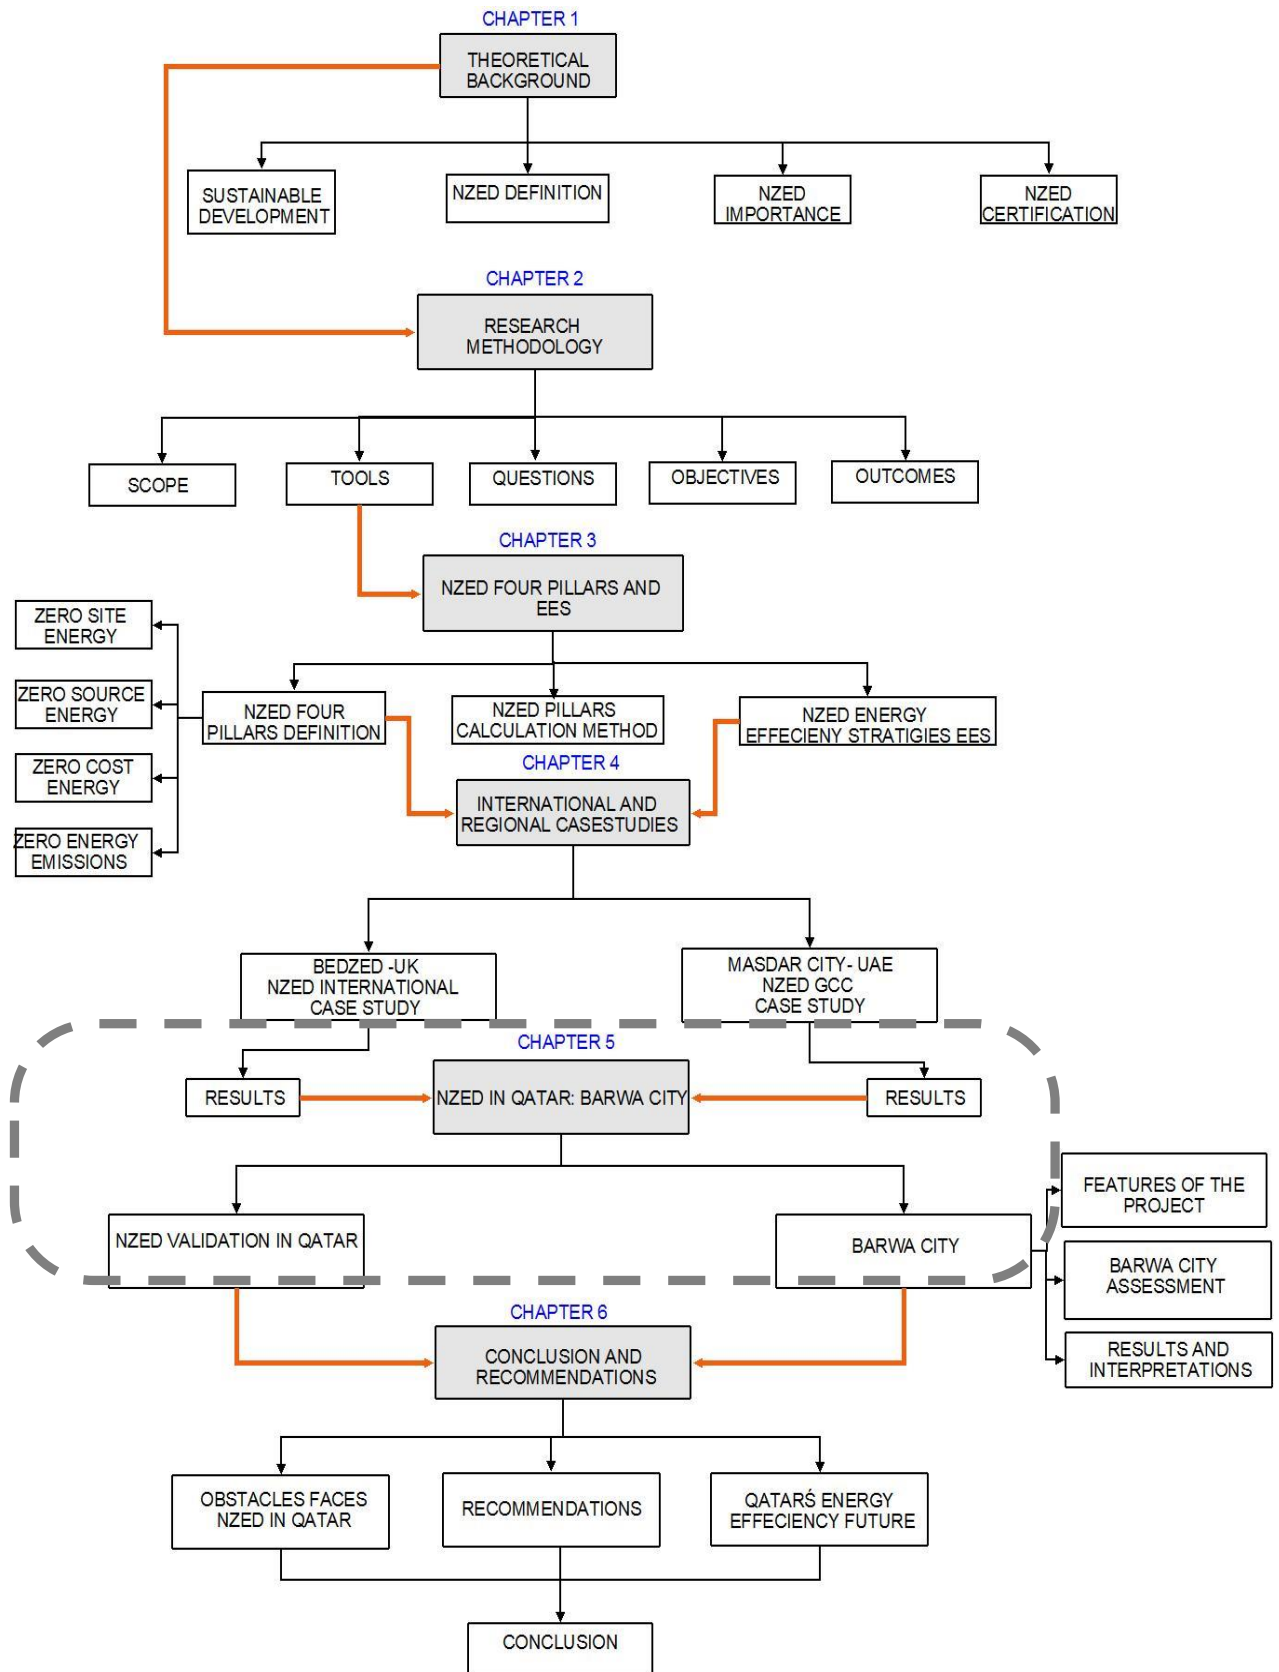 CHAPTER 1
THEORETICAL
BACKGROUND
SUSTAINABLE
DEVELOPMENT
NZED DEFINITION
NZED
IMPORTANCE
NZED
CERTIFICATION
CHAPTER 2
RESEARCH
METHODOLOGY
SCOPE
TOOLS
QUESTIONS
OBJECTIVES
OUTCOMES
CHAPTER 3
NZED FOUR PILLARS AND
EES
ZERO SITE
ENERGY
ZERO SOURCE
ENERGY
ZERO COST
ENERGY
ZERO ENERGY
EMISSIONS
NZED FOUR
PILLARS DEFINITION
NZED PILLARS
CALCULATION METHOD
NZED ENERGY
EFFECIENY STRATIGIES EES
CHAPTER 4
INTERNATIONAL AND
REGIONAL CASESTUDIES
BEDZED -UK
NZED INTERNATIONAL
CASE STUDY
MASDAR CITY- UAE
NZED GCC
CASE STUDY
CHAPTER 5
RESULTS
NZED IN QATAR: BARWA CITY
RESULTS
NZED VALIDATION IN QATAR
BARWA CITY
FEATURES OF THE
PROJECT
BARWA CITY
ASSESSMENT
RESULTS AND
INTERPRETATIONS
CHAPTER 6
CONCLUSION AND
RECOMMENDATIONS
OBSTACLES FACES
NZED IN QATAR
RECOMMENDATIONS
QATARŚ ENERGY
EFFECIENCY FUTURE
CONCLUSION